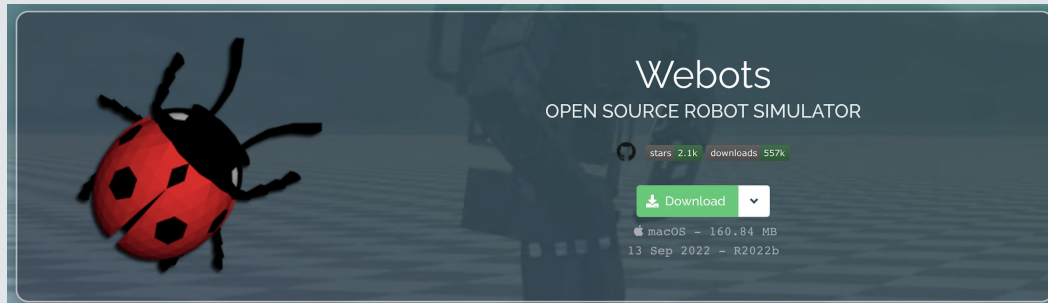 Webots
OPEN SOURCE ROBOT SIMULATOR
stars 2.1k downloads 557k
Download
macOS - 160.84 MB
13 Sep 2022 - R2022b